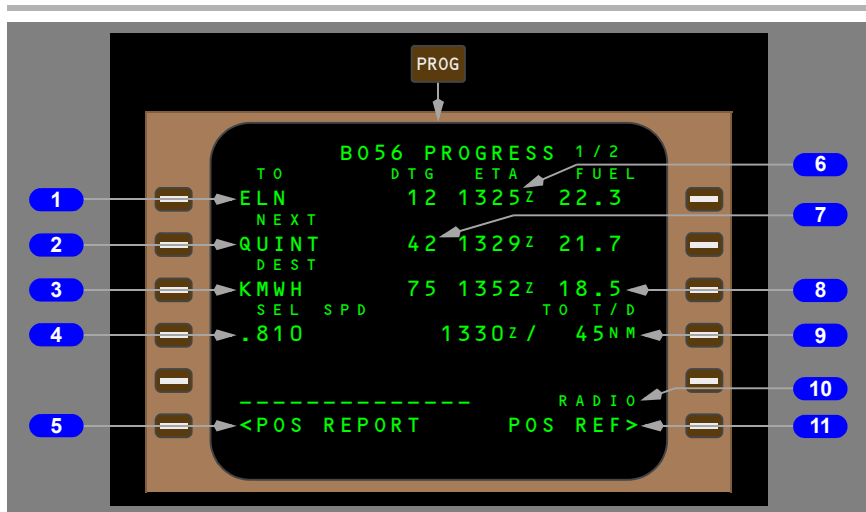 PROG
BO56 PROGRESS 1/2
TO DTG ETA FUEL
1 ELN 12 1325Z 22.3 6
NEXT
2 QUINT 42 1329Z 21.7 7
DEST
3 KMWH 75 1352Z 18.5 8
SEL SPD TO T/D
4 .810 1330Z/ 45NM 9
-------------- RADIO 10
5 <POS REPORT POS REF> 11